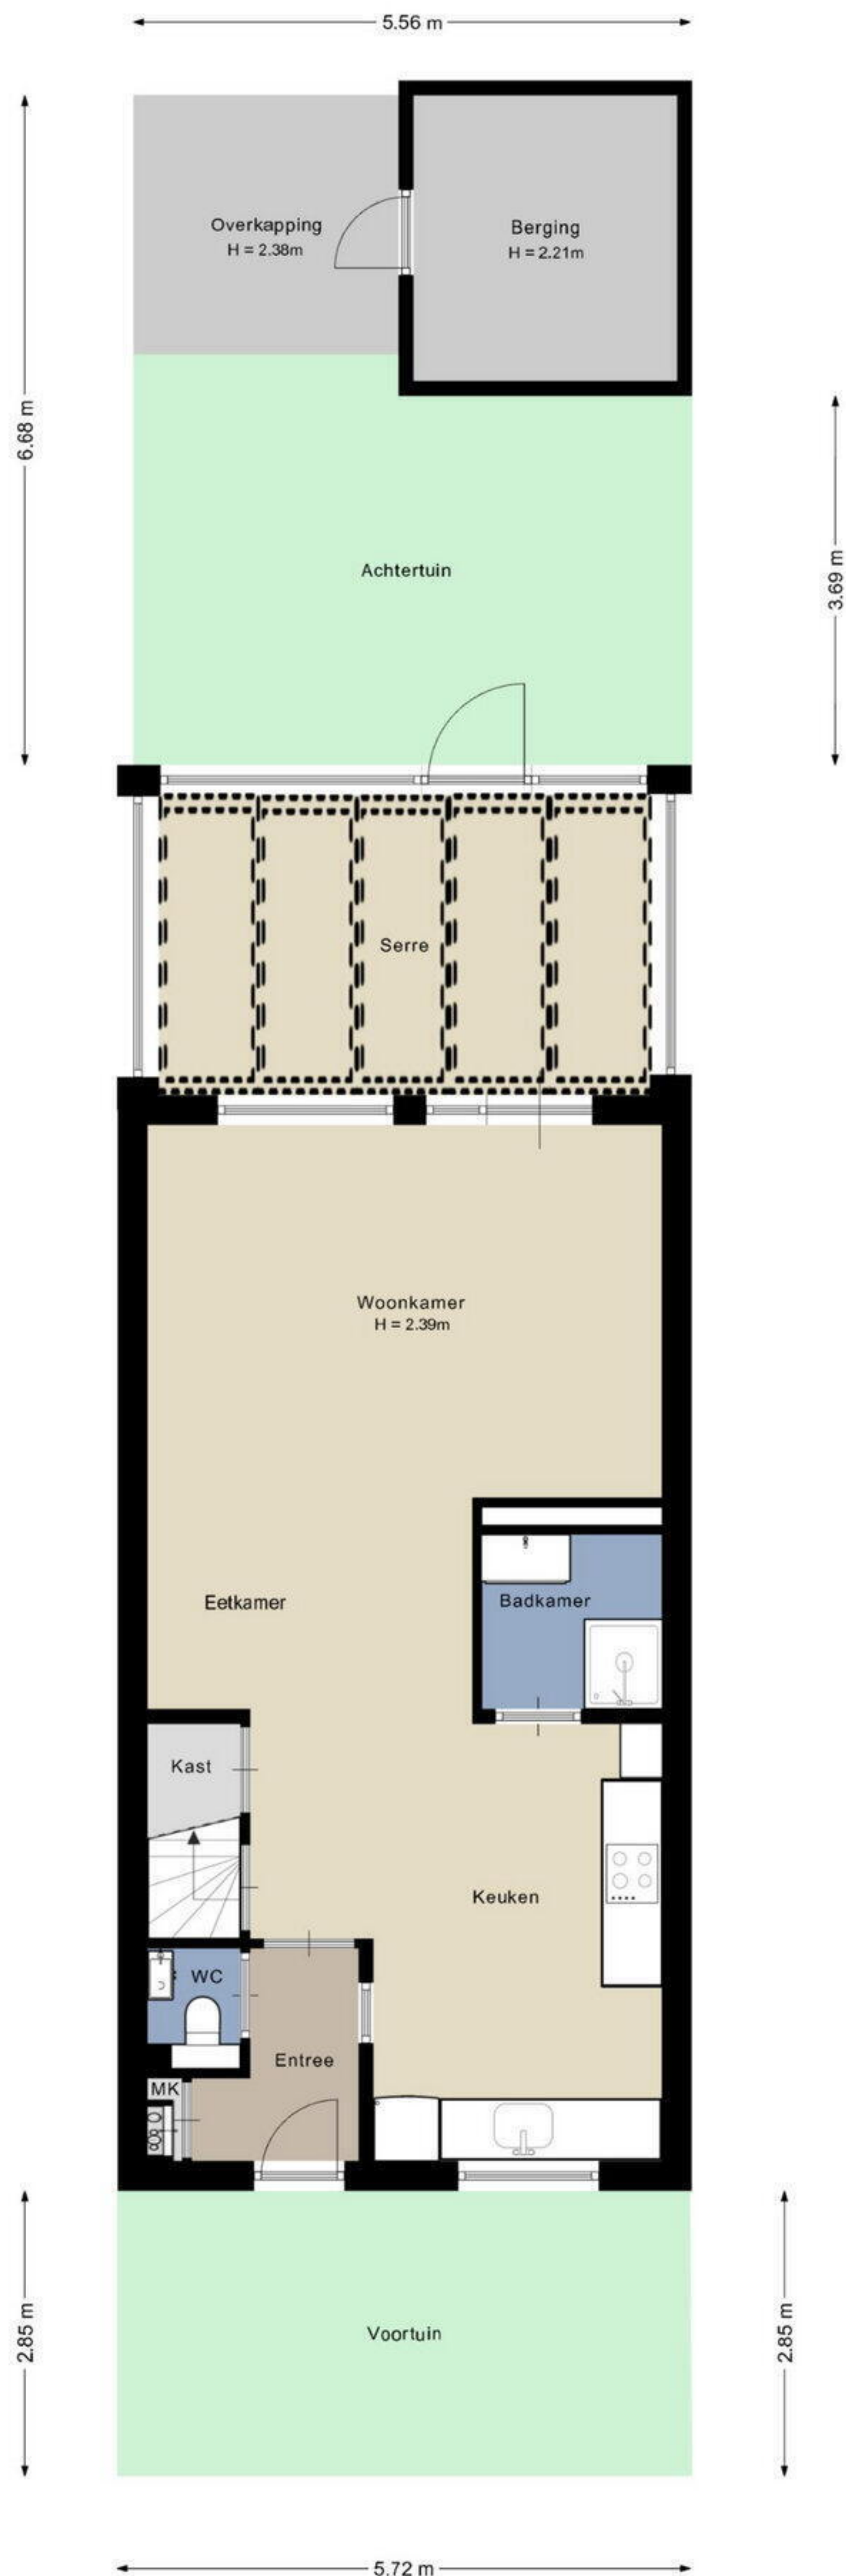 5.56 m
Overkapping
H = 2.38m
Berging
H = 2.21m
6.68 m
3.69 m
Achtertuin
Serre
Woonkamer
H = 2.39m
Eetkamer
Badkamer
Kast
Keuken
WC
Entree
MK
2.85 m
Voortuin
2.85 m
5.72 m